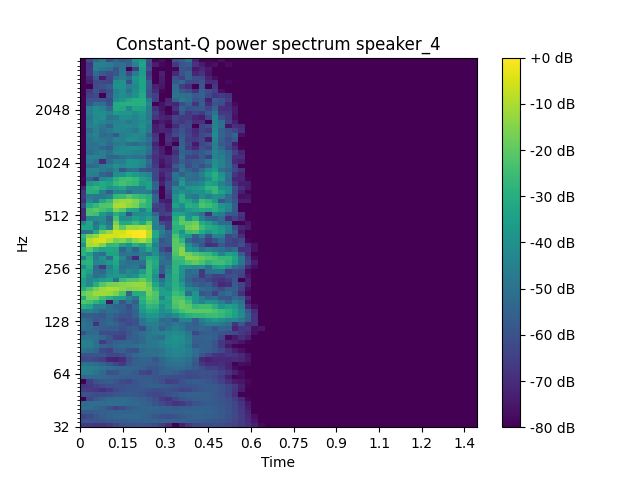 Constant-Q power spectrum speaker_4
Hz
2048
1024
512
256
128
64
32
0 0.15 0.3 0.45 0.6 0.75 0.9 1.1 1.2 1.4
Time
+0 dB
-10 dB
-20 dB
-30 dB
-40 dB
-50 dB
-60 dB
-70 dB
-80 dB